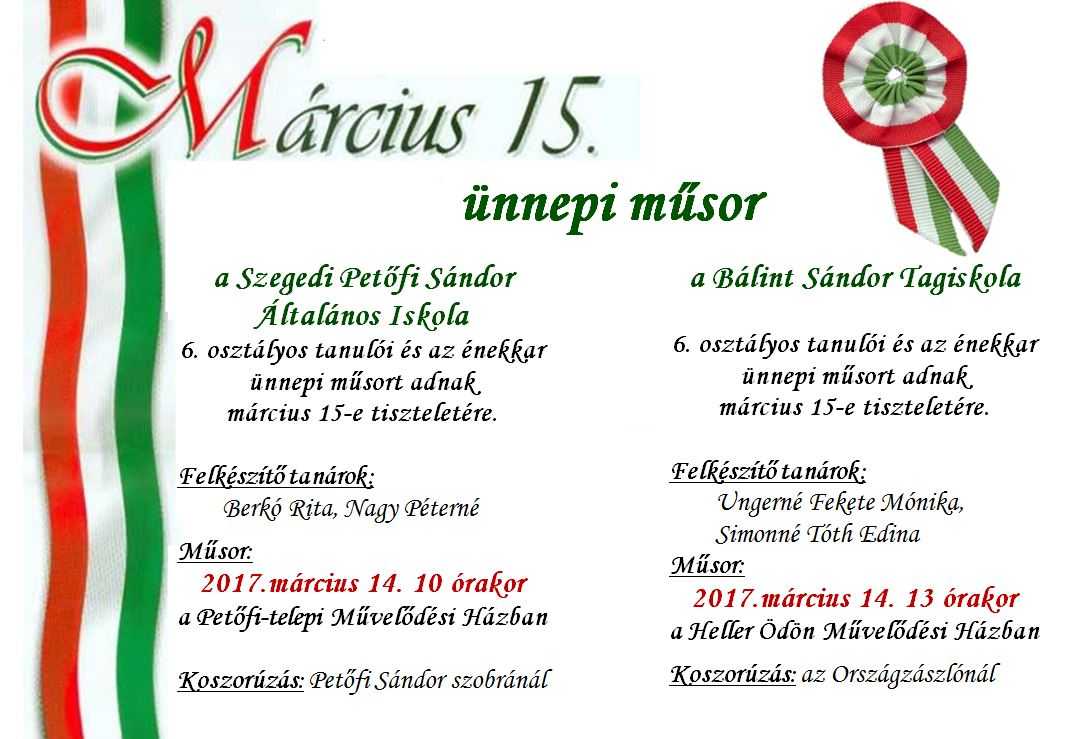 Március 15.
ünnepi műsor
a Szegedi Petőfi Sándor
Általános Iskola
6. osztályos tanulói és az énekkar
ünnepi műsort adnak
március 15-e tiszteletére.
Felkészítő tanárok:
Berkó Rita, Nagy Péterné
Műsor:
2017.március 14. 10 órakor
a Petőfi-telepi Művelődési Házban
Koszorúzás: Petőfi Sándor szobránál
a Bálint Sándor Tagiskola
6. osztályos tanulói és az énekkar
ünnepi műsort adnak
március 15-e tiszteletére.
Felkészítő tanárok:
Ungerné Fekete Mónika,
Simonné Tóth Edina
Műsor:
2017.március 14. 13 órakor
a Heller Ödön Művelődési Házban
Koszorúzás: az Országzászlónál